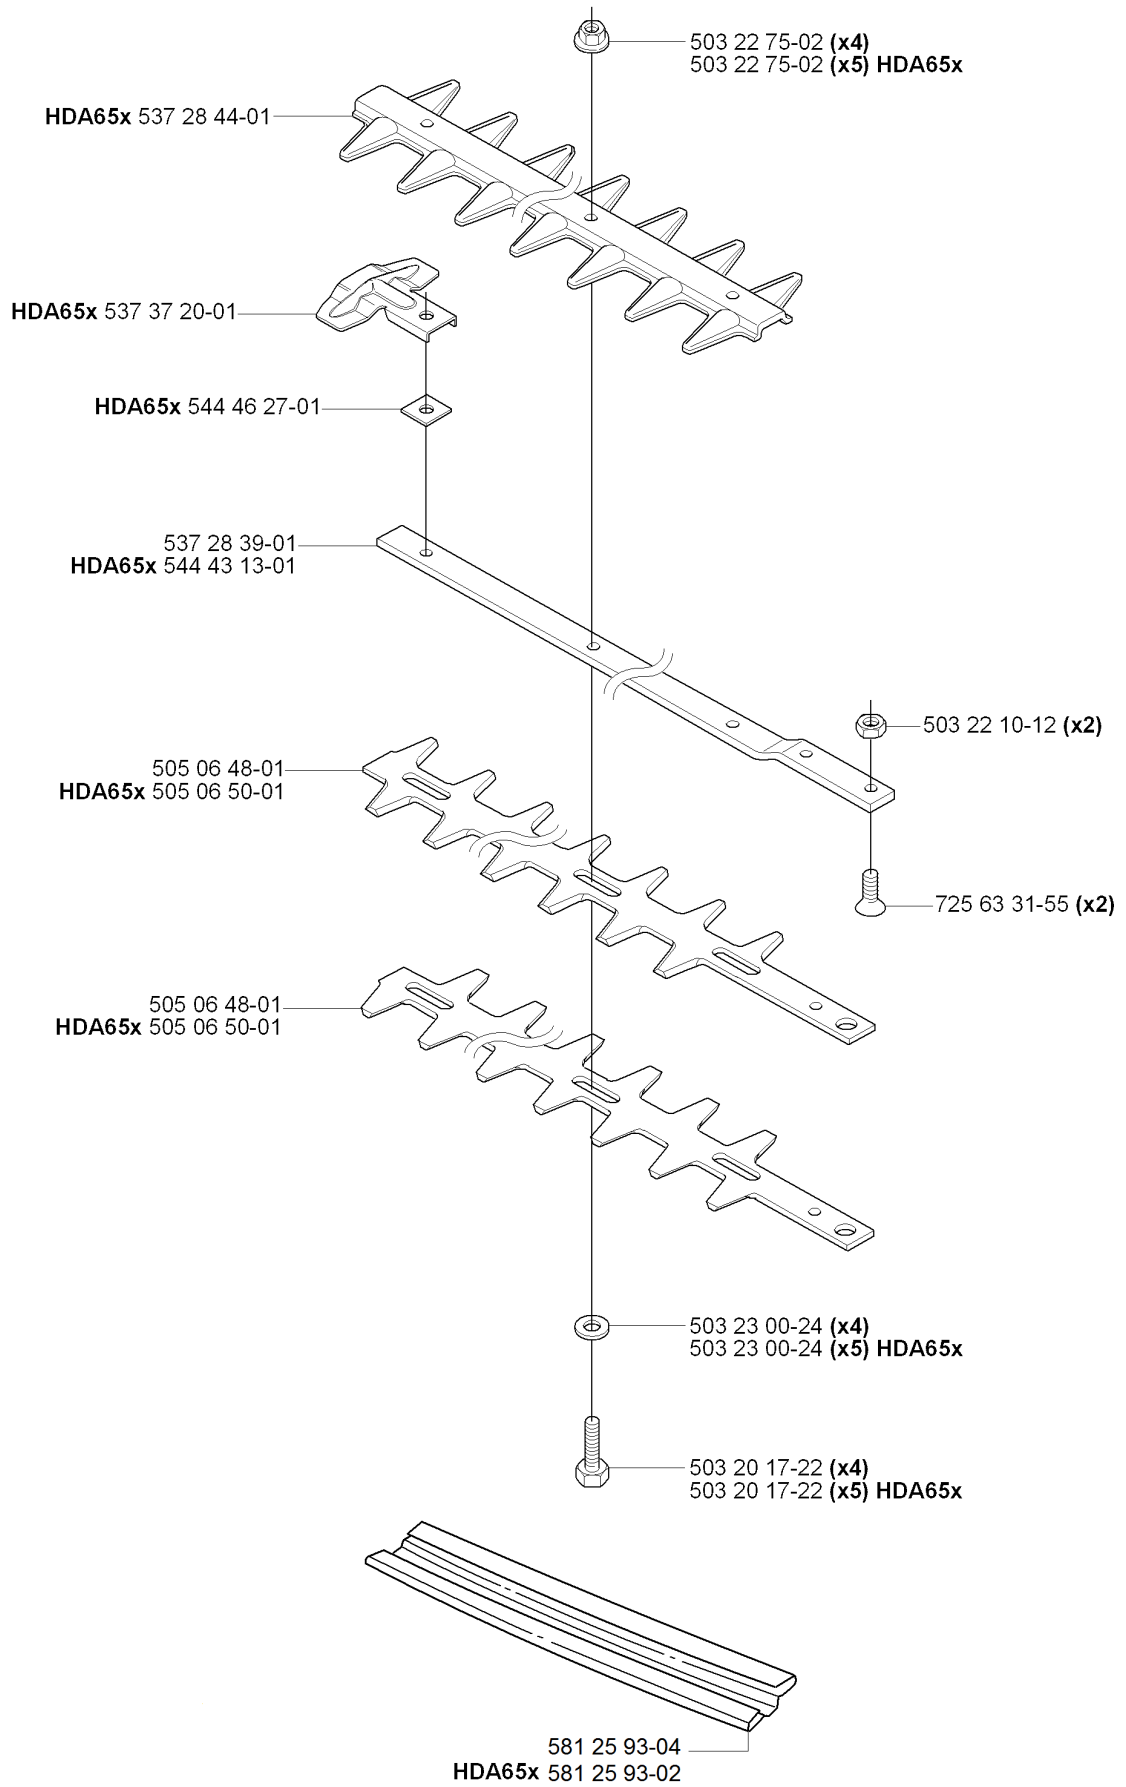 503 22 75-02 (x4)
503 22 75-02 (x5) HDA65x
HDA65x 537 28 44-01
HDA65x 537 37 20-01
HDA65x 544 46 27-01
537 28 39-01
HDA65x 544 43 13-01
503 22 10-12 (x2)
505 06 48-01
HDA65x 505 06 50-01
725 63 31-55 (x2)
505 06 48-01
HDA65x 505 06 50-01
503 23 00-24 (x4)
503 23 00-24 (x5) HDA65x
503 20 17-22 (x4)
503 20 17-22 (x5) HDA65x
581 25 93-04
HDA65x 581 25 93-02